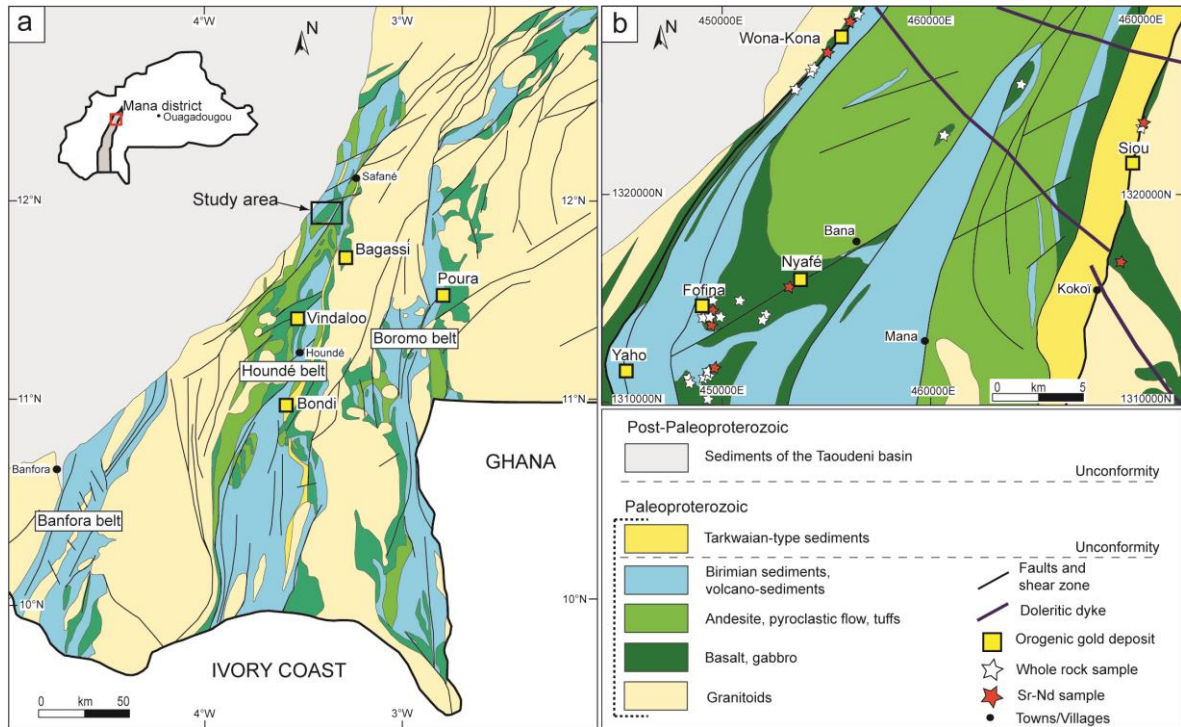 a
4°W
3°W
N
Mana district
Ouagadougou
Safané
12°N
12°N
Study area
Bagassi
Poura
Vindaloo
Boromo belt
Houndé
Houndé belt
11°N
11°N
Bondi
GHANA
Banfora
Banfora belt
10°N
10°N
IVORY COAST
0 km 50
4°W
3°W
b
450000E
460000E
460000E
N
Wona-Kona
Siou
1320000N
1320000N
Bana
Nyafé
Fofina
Kokoï
Mana
Yaho
0 km 5
1310000N
450000E
460000E
1310000N
Post-Paleoproterozoic
Sediments of the Taoudeni basin
Unconformity
Paleoproterozoic
Tarkwaian-type sediments
Unconformity
Birimian sediments,
volcano-sediments
Andesite, pyroclastic flow, tuffs
Basalt, gabbro
Granitoids
Faults and
shear zone
Doleritic dyke
Orogenic gold deposit
Whole rock sample
Sr-Nd sample
Towns/Villages